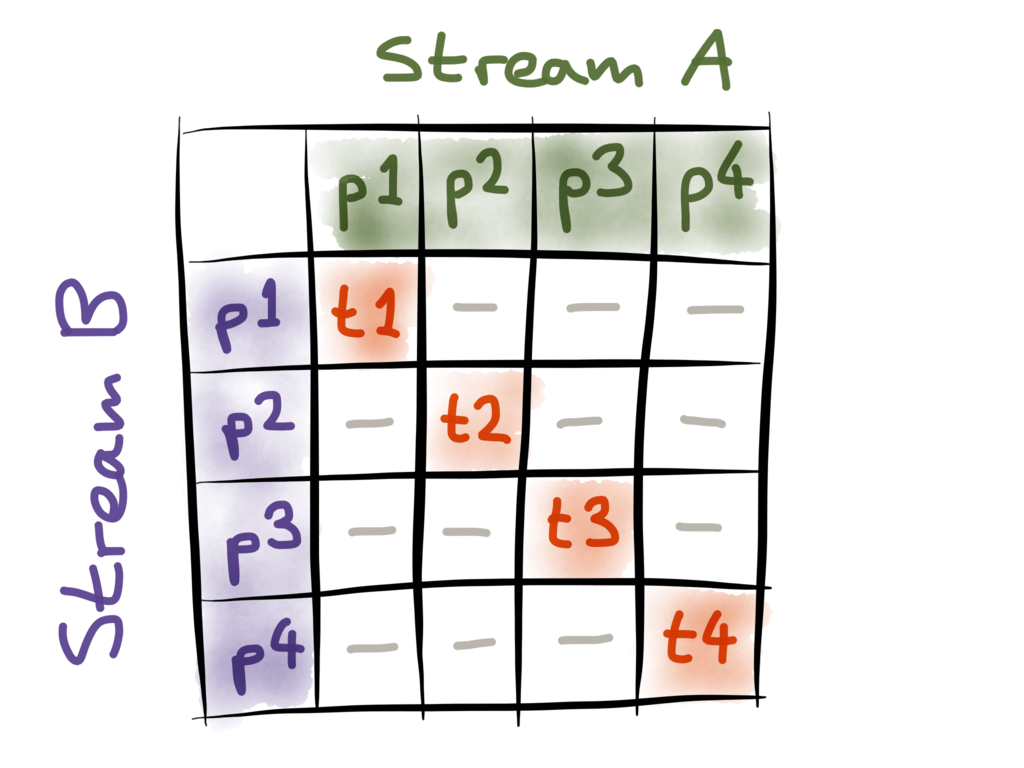 Stream A
p1 p2 p3 p4
Stream B
p1 t1 — — —
p2 — t2 — —
p3 — — t3 —
p4 — — — t4